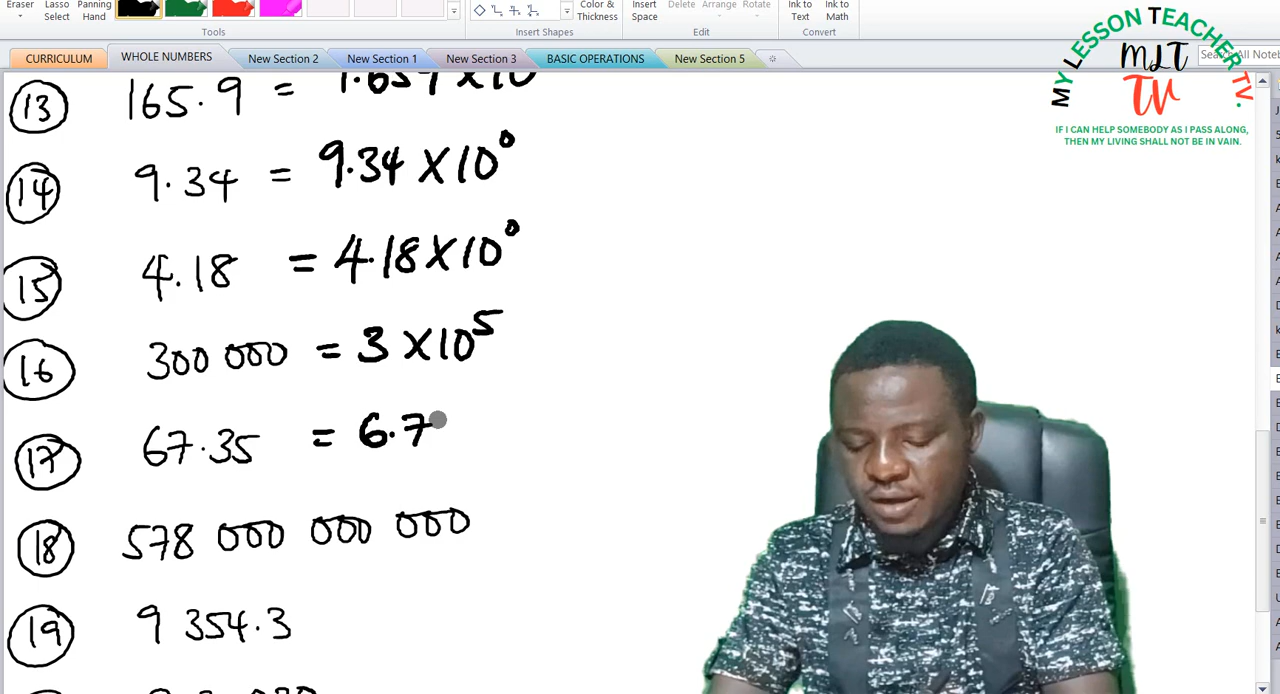 Eraser
Lasso Select
Panning Hand
Tools
Insert Shapes
Color & Thickness
Insert Space
Delete
Arrange
Rotate
Edit
Ink to Text
Ink to Math
Convert
CURRICULUM
WHOLE NUMBERS
New Section 2
New Section 1
New Section 3
BASIC OPERATIONS
New Section 5
MY LESSON TEACHER TV.
MLT
TV
IF I CAN HELP SOMEBODY AS I PASS ALONG,
THEN MY LIVING SHALL NOT BE IN VAIN.
13 165.9 = 1.659 X 10
14 9.34 = 9.34 X 10⁰
15 4.18 = 4.18 X 10⁰
16 300 000 = 3 X 10⁵
17 67.35 = 6.7
18 578 000 000 000
19 9 354.3